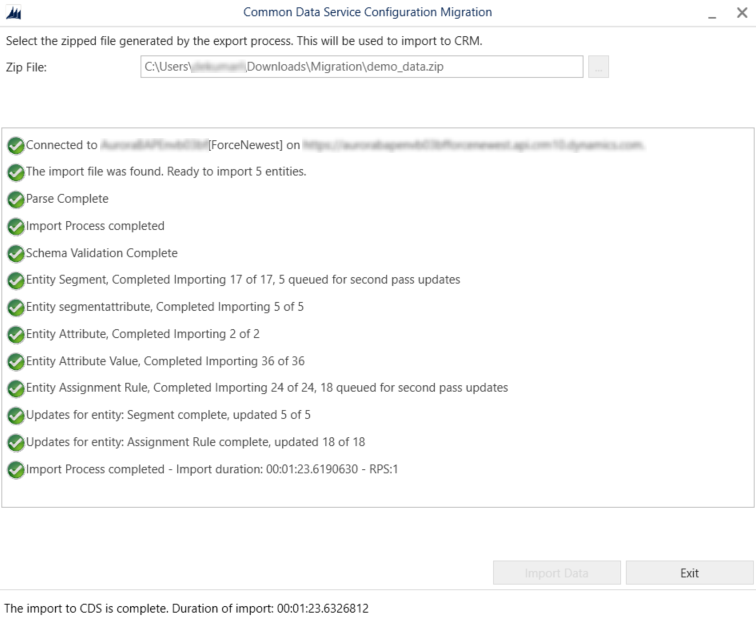 Common Data Service Configuration Migration
Select the zipped file generated by the export process. This will be used to import to CRM.
Zip File: C:\Users\ \Downloads\Migration\demo_data.zip ...
Connected to [ForceNewest] on
The import file was found. Ready to import 5 entities.
Parse Complete
Import Process completed
Schema Validation Complete
Entity Segment, Completed Importing 17 of 17, 5 queued for second pass updates
Entity segmentattribute, Completed Importing 5 of 5
Entity Attribute, Completed Importing 2 of 2
Entity Attribute Value, Completed Importing 36 of 36
Entity Assignment Rule, Completed Importing 24 of 24, 18 queued for second pass updates
Updates for entity: Segment complete, updated 5 of 5
Updates for entity: Assignment Rule complete, updated 18 of 18
Import Process completed - Import duration: 00:01:23.6190630 - RPS:1
Import Data Exit
The import to CDS is complete. Duration of import: 00:01:23.6326812